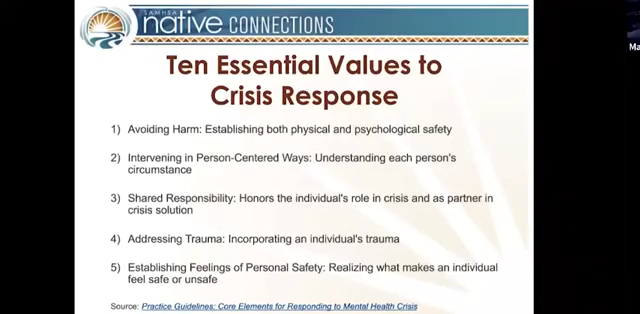 SAMHSA
native CONNECTIONS
Ten Essential Values to
Crisis Response
1) Avoiding Harm: Establishing both physical and psychological safety
2) Intervening in Person-Centered Ways: Understanding each person's
circumstance
3) Shared Responsibility: Honors the individual's role in crisis and as partner in
crisis solution
4) Addressing Trauma: Incorporating an individual's trauma
5) Establishing Feelings of Personal Safety: Realizing what makes an individual
feel safe or unsafe
Source: Practice Guidelines: Core Elements for Responding to Mental Health Crisis
Ma